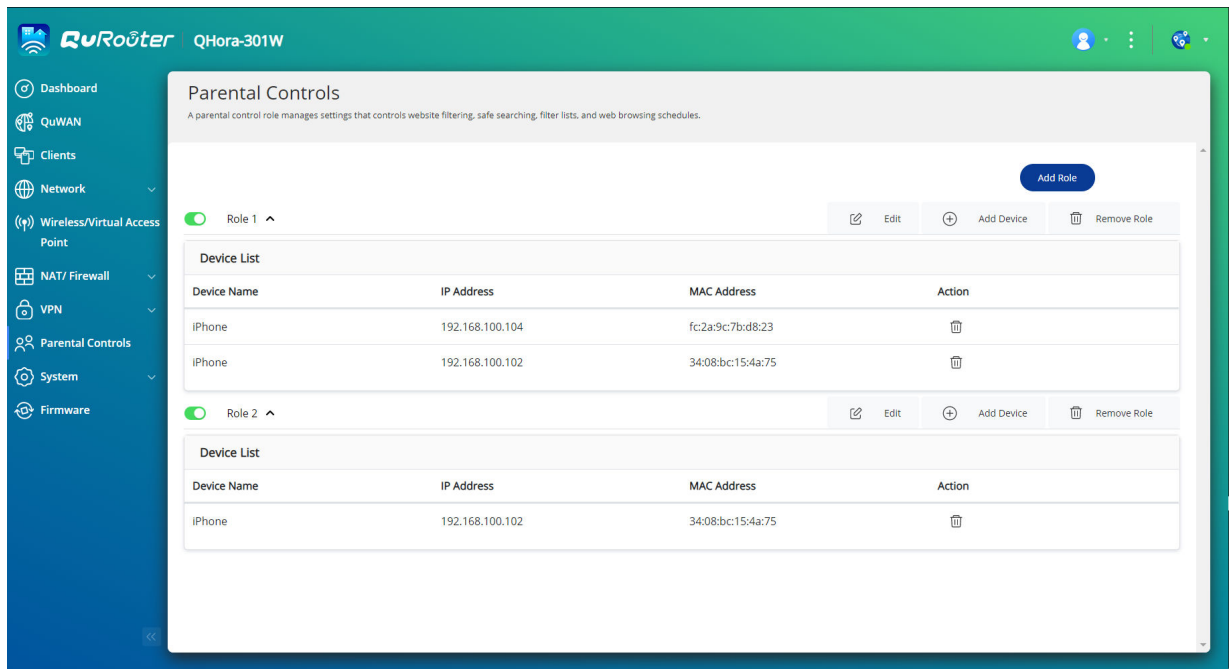 QuRouter QHora-301W
Dashboard
QuWAN
Clients
Network
Wireless/Virtual Access
Point
NAT/ Firewall
VPN
Parental Controls
System
Firmware
Parental Controls
A parental control role manages settings that controls website filtering, safe searching, filter lists, and web browsing schedules.
Add Role
Role 1 Edit Add Device Remove Role
Device List
Device Name IP Address MAC Address Action
iPhone 192.168.100.104 fc:2a:9c:7b:d8:23
iPhone 192.168.100.102 34:08:bc:15:4a:75
Role 2 Edit Add Device Remove Role
Device List
Device Name IP Address MAC Address Action
iPhone 192.168.100.102 34:08:bc:15:4a:75